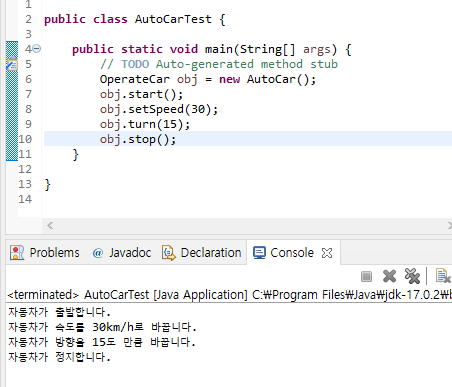 1
2 public class AutoCarTest {
3
4 public static void main(String[] args) {
5 // TODO Auto-generated method stub
6 OperateCar obj = new AutoCar();
7 obj.start();
8 obj.setSpeed(30);
9 obj.turn(15);
10 obj.stop();
11 }
12
13 }
14
Problems @ Javadoc Declaration Console
<terminated> AutoCarTest [Java Application] C:₩Program Files₩Java₩jdk-17.0.2₩b
자동차가 출발합니다.
자동차가 속도를 30km/h로 바꿉니다.
자동차가 방향을 15도 만큼 바꿉니다.
자동차가 정지합니다.